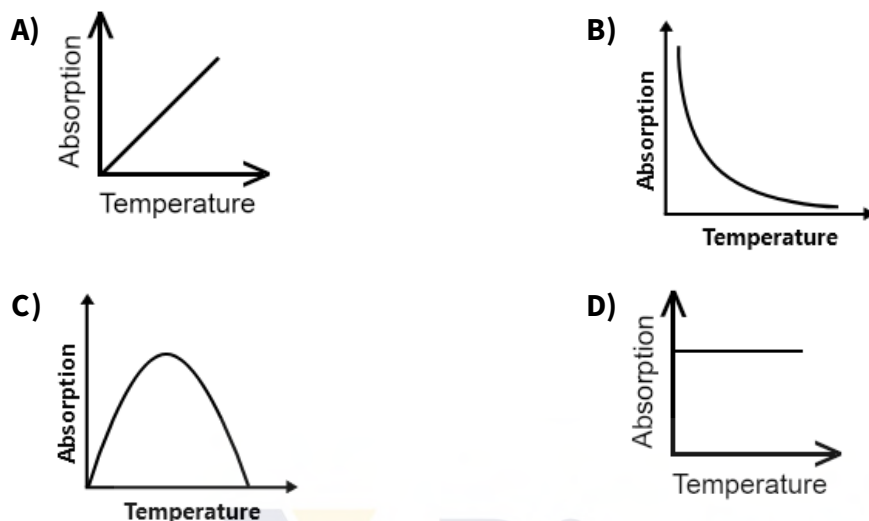 A)
Absorption
Temperature
B)
Absorption
Temperature
C)
Absorption
Temperature
D)
Absorption
Temperature